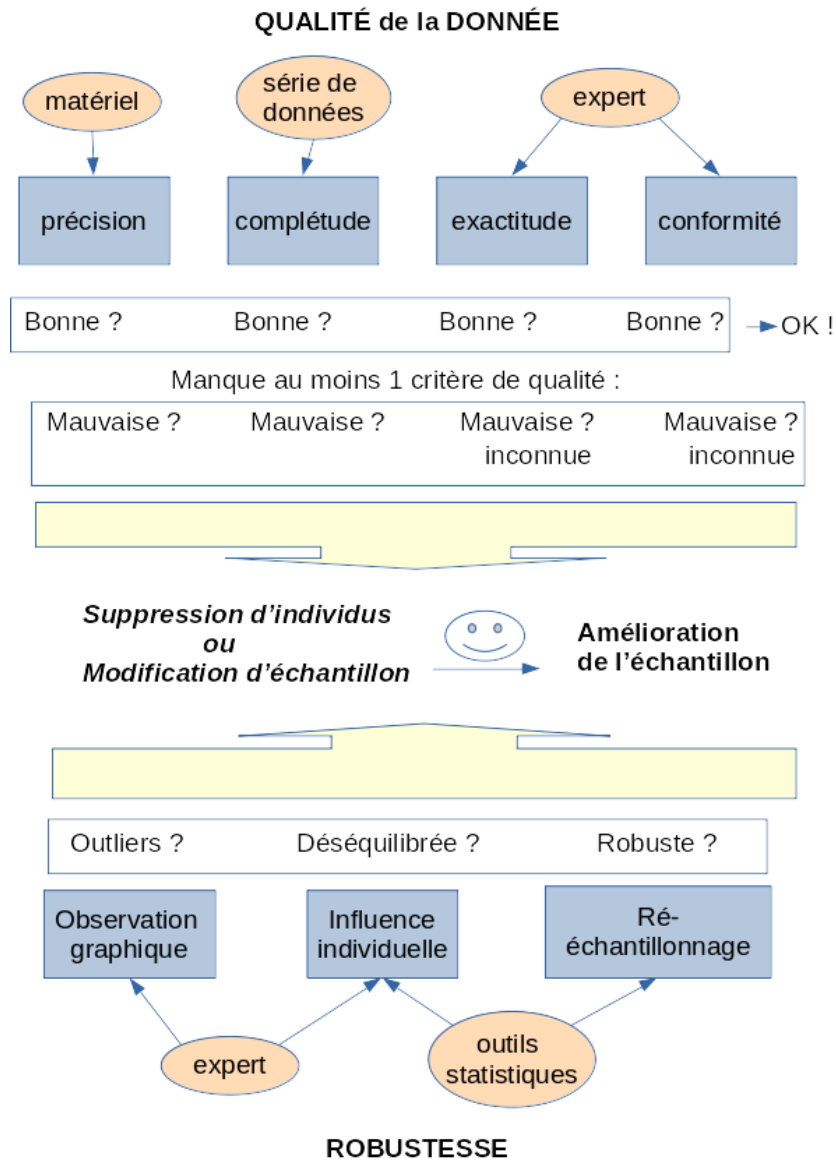 QUALITÉ de la DONNÉE
matériel
série de
données
expert
précision
complétude
exactitude
conformité
Bonne ? Bonne ? Bonne ? Bonne ? OK !
Manque au moins 1 critère de qualité :
Mauvaise ? Mauvaise ? Mauvaise ? Mauvaise ?
inconnue inconnue
Suppression d'individus
ou
Modification d'échantillon
Amélioration
de l'échantillon
Outliers ? Déséquilibrée ? Robuste ?
Observation
graphique
Influence
individuelle
Ré-
échantillonnage
expert
outils
statistiques
ROBUSTESSE